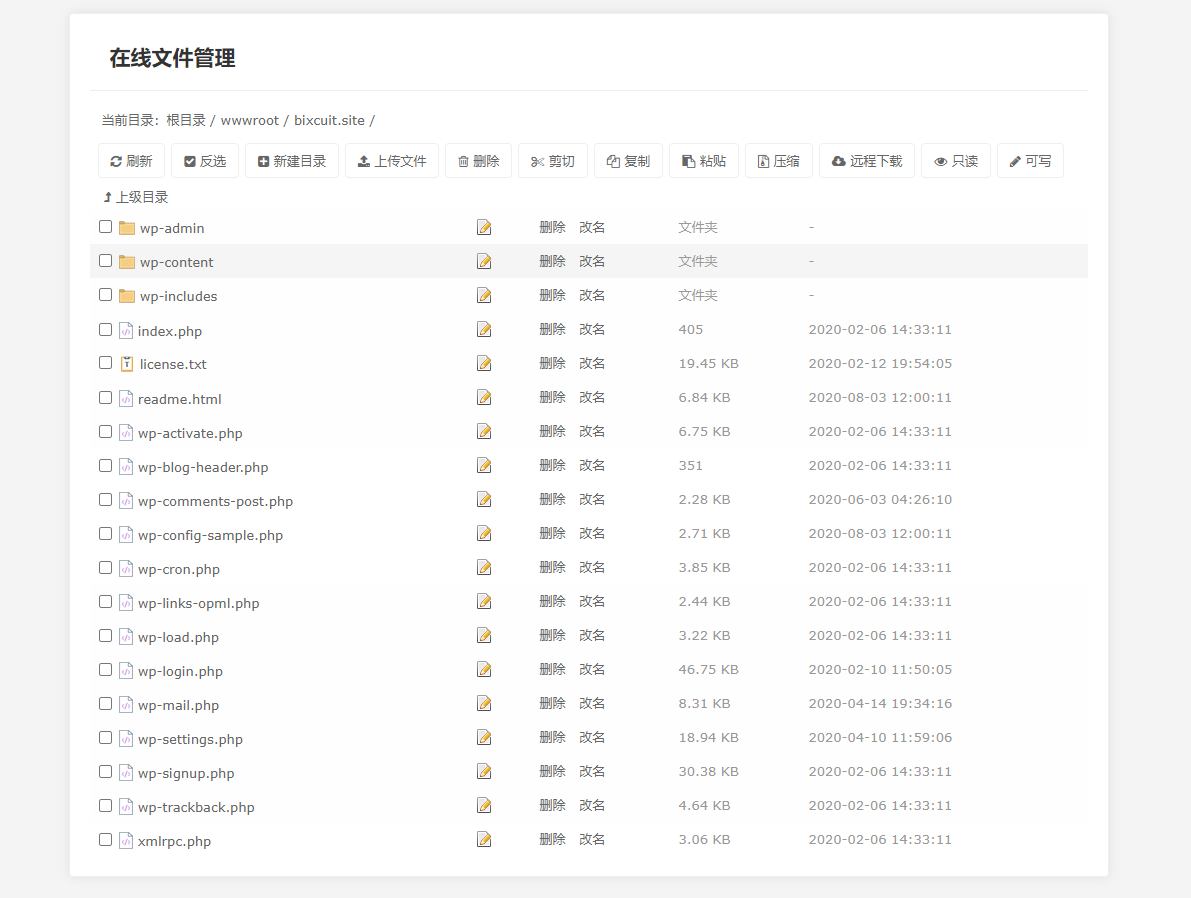 在线文件管理
当前目录: 根目录 / wwwroot / bixcuit.site /
刷新 反选 新建目录 上传文件 删除 剪切 复制 粘贴 压缩 远程下载 只读 可写
上级目录
wp-admin 删除 改名 文件夹 -
wp-content 删除 改名 文件夹 -
wp-includes 删除 改名 文件夹 -
index.php 删除 改名 405 2020-02-06 14:33:11
license.txt 删除 改名 19.45 KB 2020-02-12 19:54:05
readme.html 删除 改名 6.84 KB 2020-08-03 12:00:11
wp-activate.php 删除 改名 6.75 KB 2020-02-06 14:33:11
wp-blog-header.php 删除 改名 351 2020-02-06 14:33:11
wp-comments-post.php 删除 改名 2.28 KB 2020-06-03 04:26:10
wp-config-sample.php 删除 改名 2.71 KB 2020-08-03 12:00:11
wp-cron.php 删除 改名 3.85 KB 2020-02-06 14:33:11
wp-links-opml.php 删除 改名 2.44 KB 2020-02-06 14:33:11
wp-load.php 删除 改名 3.22 KB 2020-02-06 14:33:11
wp-login.php 删除 改名 46.75 KB 2020-02-10 11:50:05
wp-mail.php 删除 改名 8.31 KB 2020-04-14 19:34:16
wp-settings.php 删除 改名 18.94 KB 2020-04-10 11:59:06
wp-signup.php 删除 改名 30.38 KB 2020-02-06 14:33:11
wp-trackback.php 删除 改名 4.64 KB 2020-02-06 14:33:11
xmlrpc.php 删除 改名 3.06 KB 2020-02-06 14:33:11